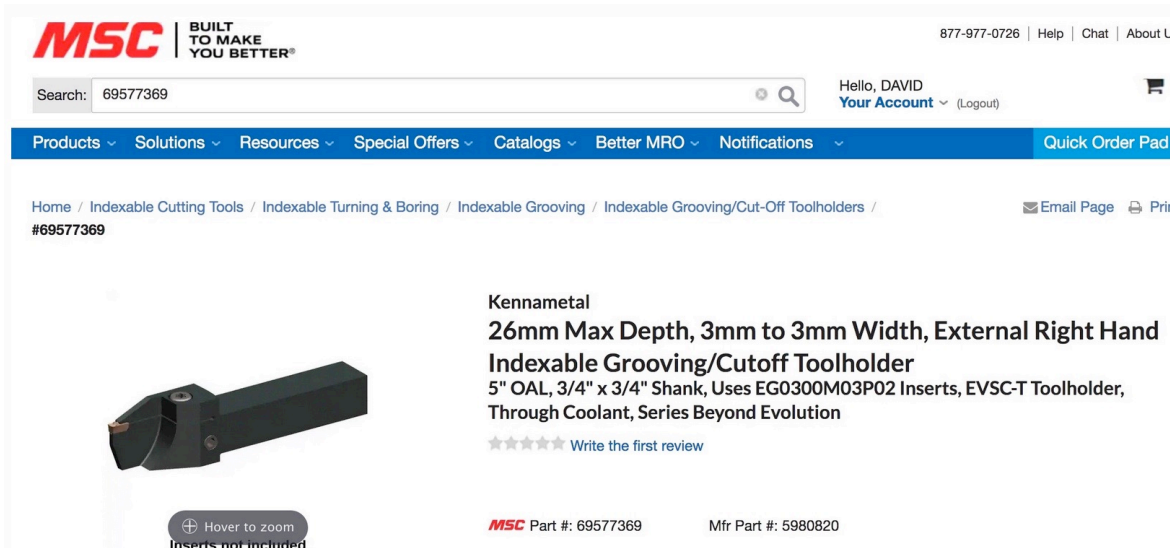 MSC
BUILT
TO MAKE
YOU BETTER®
877-977-0726 | Help | Chat | About U
Search: 69577369
Hello, DAVID
Your Account (Logout)
Products Solutions Resources Special Offers Catalogs Better MRO Notifications Quick Order Pad
Home / Indexable Cutting Tools / Indexable Turning & Boring / Indexable Grooving / Indexable Grooving/Cut-Off Toolholders /
#69577369
Email Page Prin
Kennametal
26mm Max Depth, 3mm to 3mm Width, External Right Hand
Indexable Grooving/Cutoff Toolholder
5" OAL, 3/4" x 3/4" Shank, Uses EG0300M03P02 Inserts, EVSC-T Toolholder,
Through Coolant, Series Beyond Evolution
Write the first review
Hover to zoom
Inserts not included
MSC Part #: 69577369 Mfr Part #: 5980820